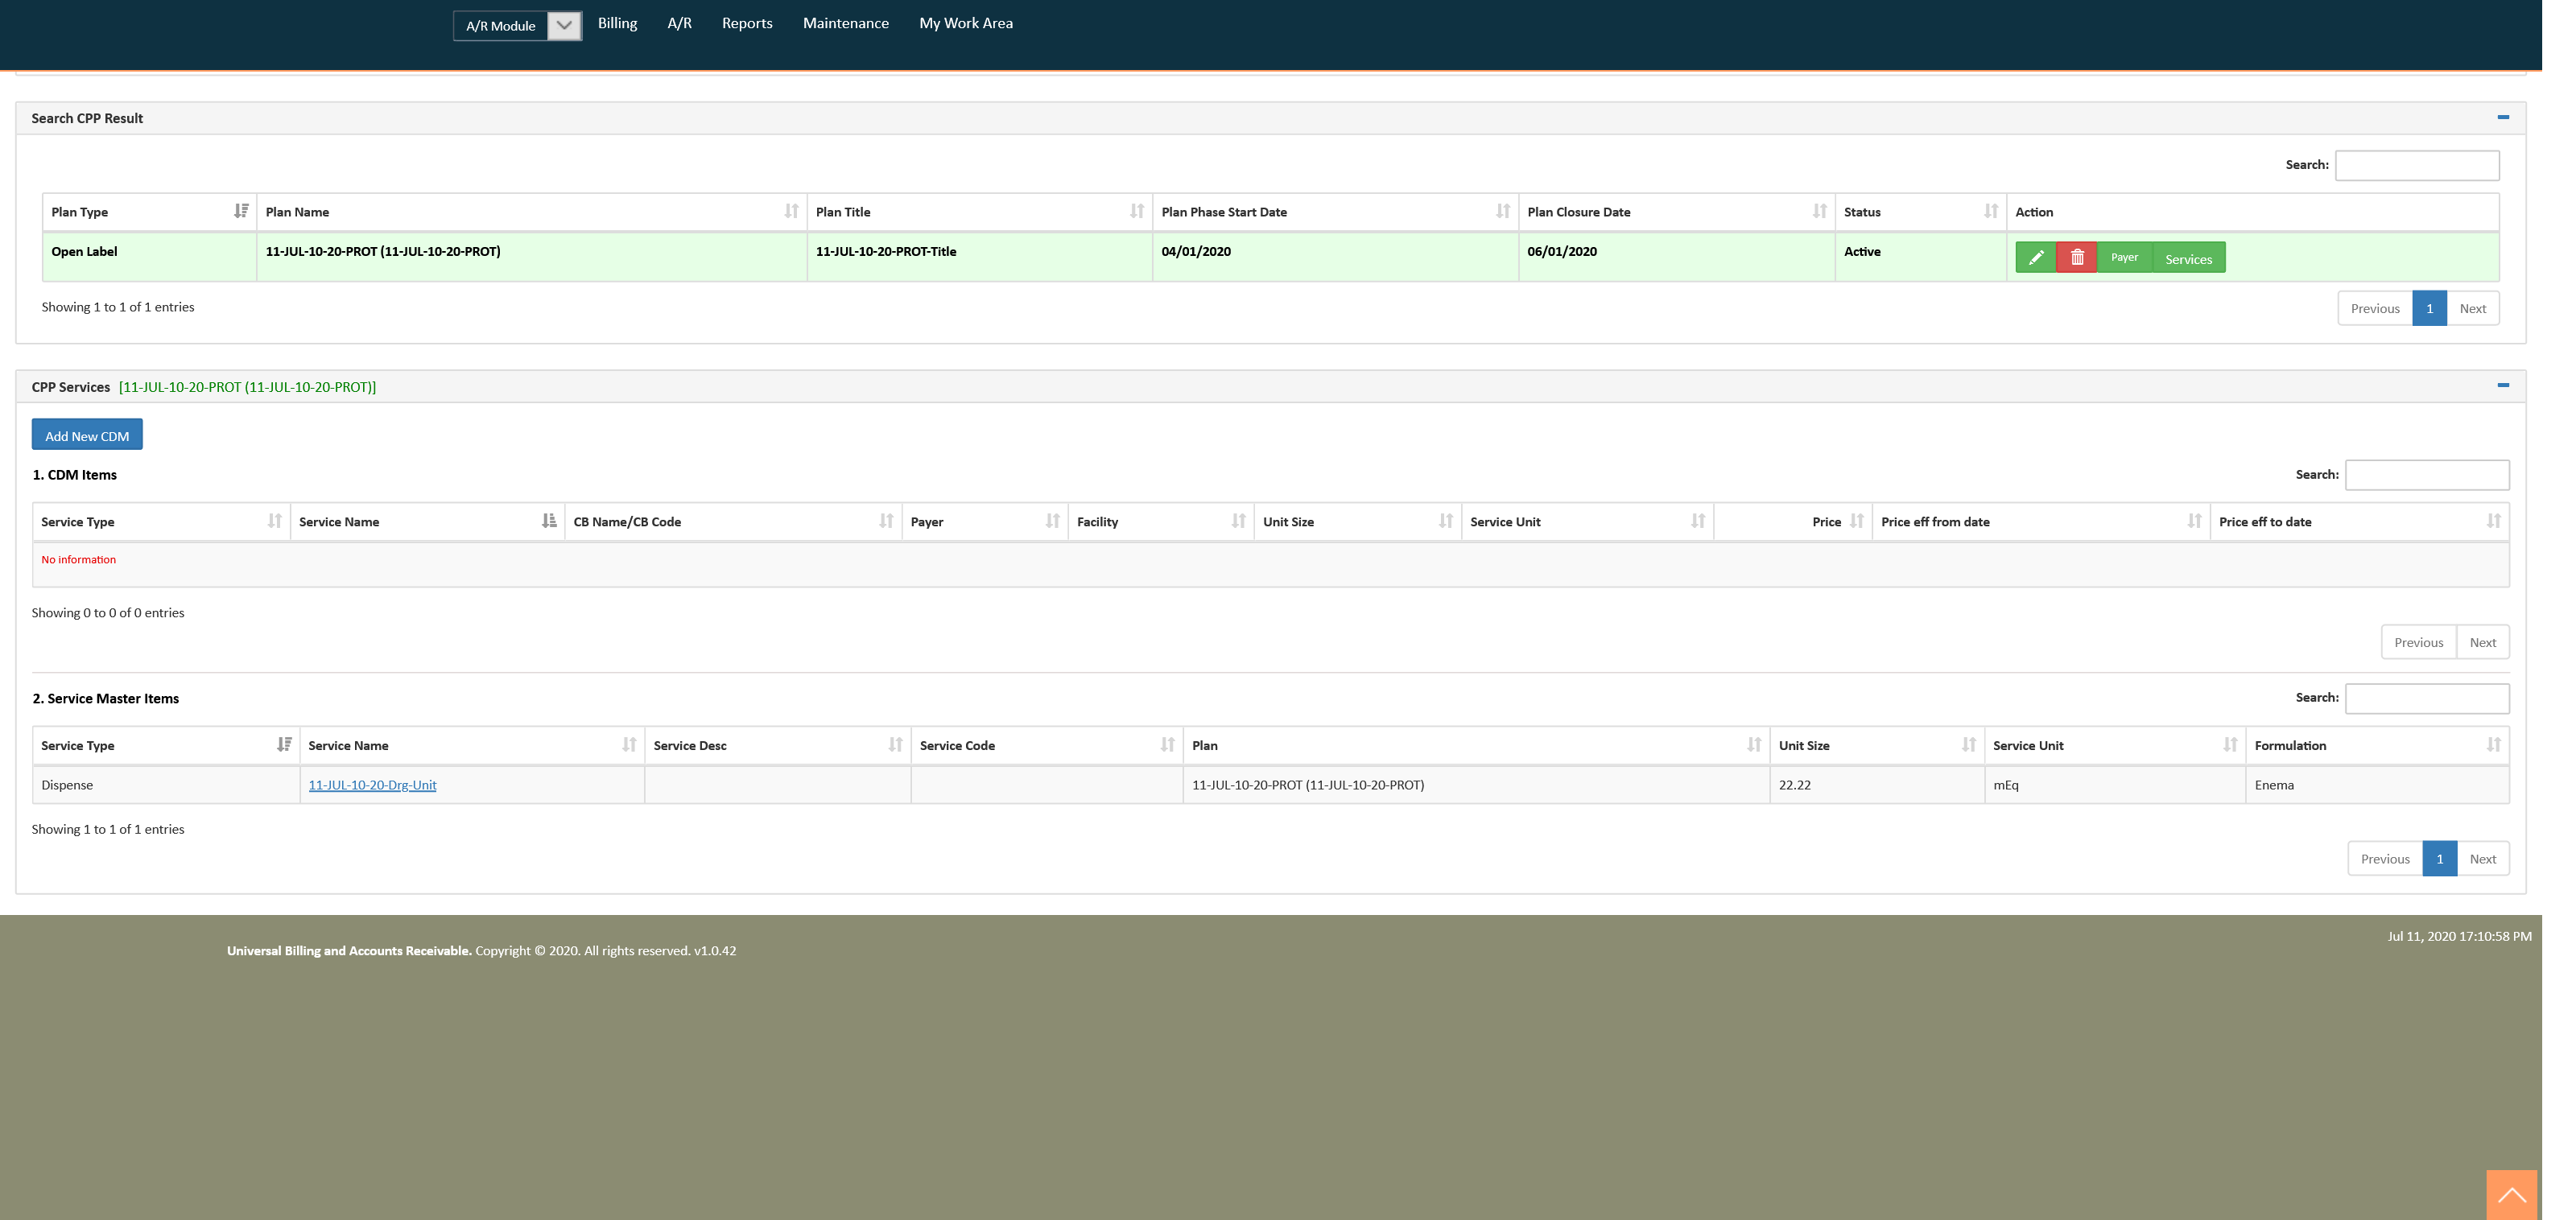 A/R Module Billing A/R Reports Maintenance My Work Area
Search CPP Result
Search:
Plan Type Plan Name Plan Title Plan Phase Start Date Plan Closure Date Status Action
Open Label 11-JUL-10-20-PROT (11-JUL-10-20-PROT) 11-JUL-10-20-PROT-Title 04/01/2020 06/01/2020 Active Payer Services
Showing 1 to 1 of 1 entries Previous 1 Next
CPP Services [11-JUL-10-20-PROT (11-JUL-10-20-PROT)]
Add New CDM
1. CDM Items Search:
Service Type Service Name CB Name/CB Code Payer Facility Unit Size Service Unit Price Price eff from date Price eff to date
No information
Showing 0 to 0 of 0 entries
Previous Next
2. Service Master Items Search:
Service Type Service Name Service Desc Service Code Plan Unit Size Service Unit Formulation
Dispense 11-JUL-10-20-Drg-Unit 11-JUL-10-20-PROT (11-JUL-10-20-PROT) 22.22 mEq Enema
Showing 1 to 1 of 1 entries
Previous 1 Next
Jul 11, 2020 17:10:58 PM
Universal Billing and Accounts Receivable. Copyright © 2020. All rights reserved. v1.0.42